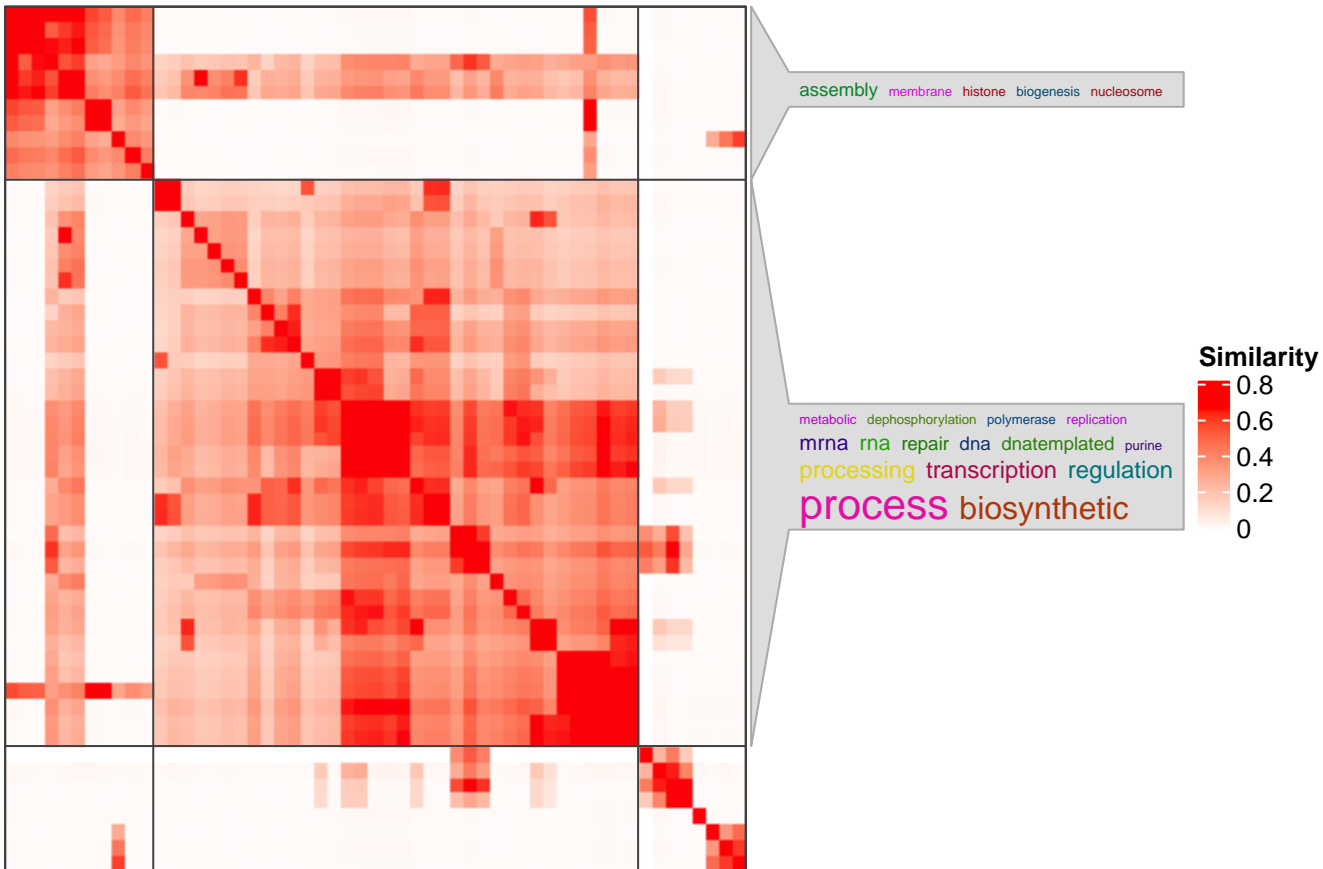 assembly membrane histone biogenesis nucleosome
metabolic dephosphorylation polymerase replication
mrna rna repair dna dnatemplated purine
processing transcription regulation
process biosynthetic
Similarity
0.8
0.6
0.4
0.2
0